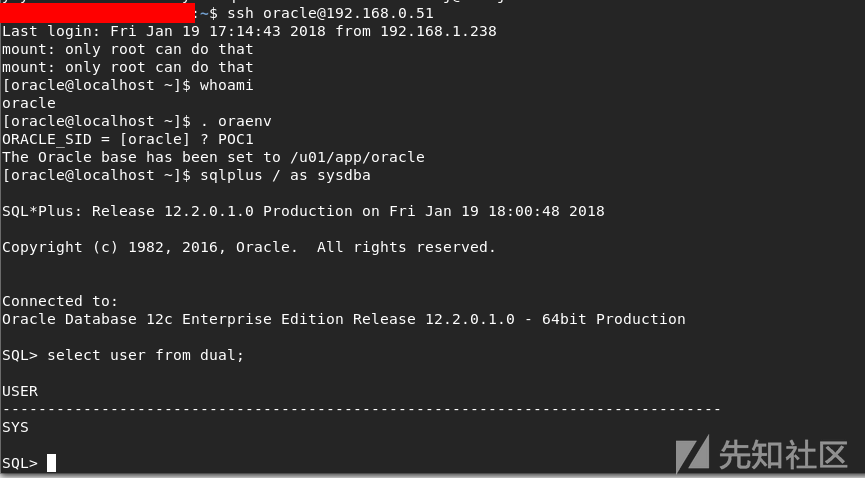 :~$ ssh oracle@192.168.0.51
Last login: Fri Jan 19 17:14:43 2018 from 192.168.1.238
mount: only root can do that
mount: only root can do that
[oracle@localhost ~]$ whoami
oracle
[oracle@localhost ~]$ . oraenv
ORACLE_SID = [oracle] ? POC1
The Oracle base has been set to /u01/app/oracle
[oracle@localhost ~]$ sqlplus / as sysdba
SQL*Plus: Release 12.2.0.1.0 Production on Fri Jan 19 18:00:48 2018
Copyright (c) 1982, 2016, Oracle.  All rights reserved.
Connected to:
Oracle Database 12c Enterprise Edition Release 12.2.0.1.0 - 64bit Production
SQL> select user from dual;
USER
--------------------------------------------------------------------------------
SYS
SQL>
先知社区